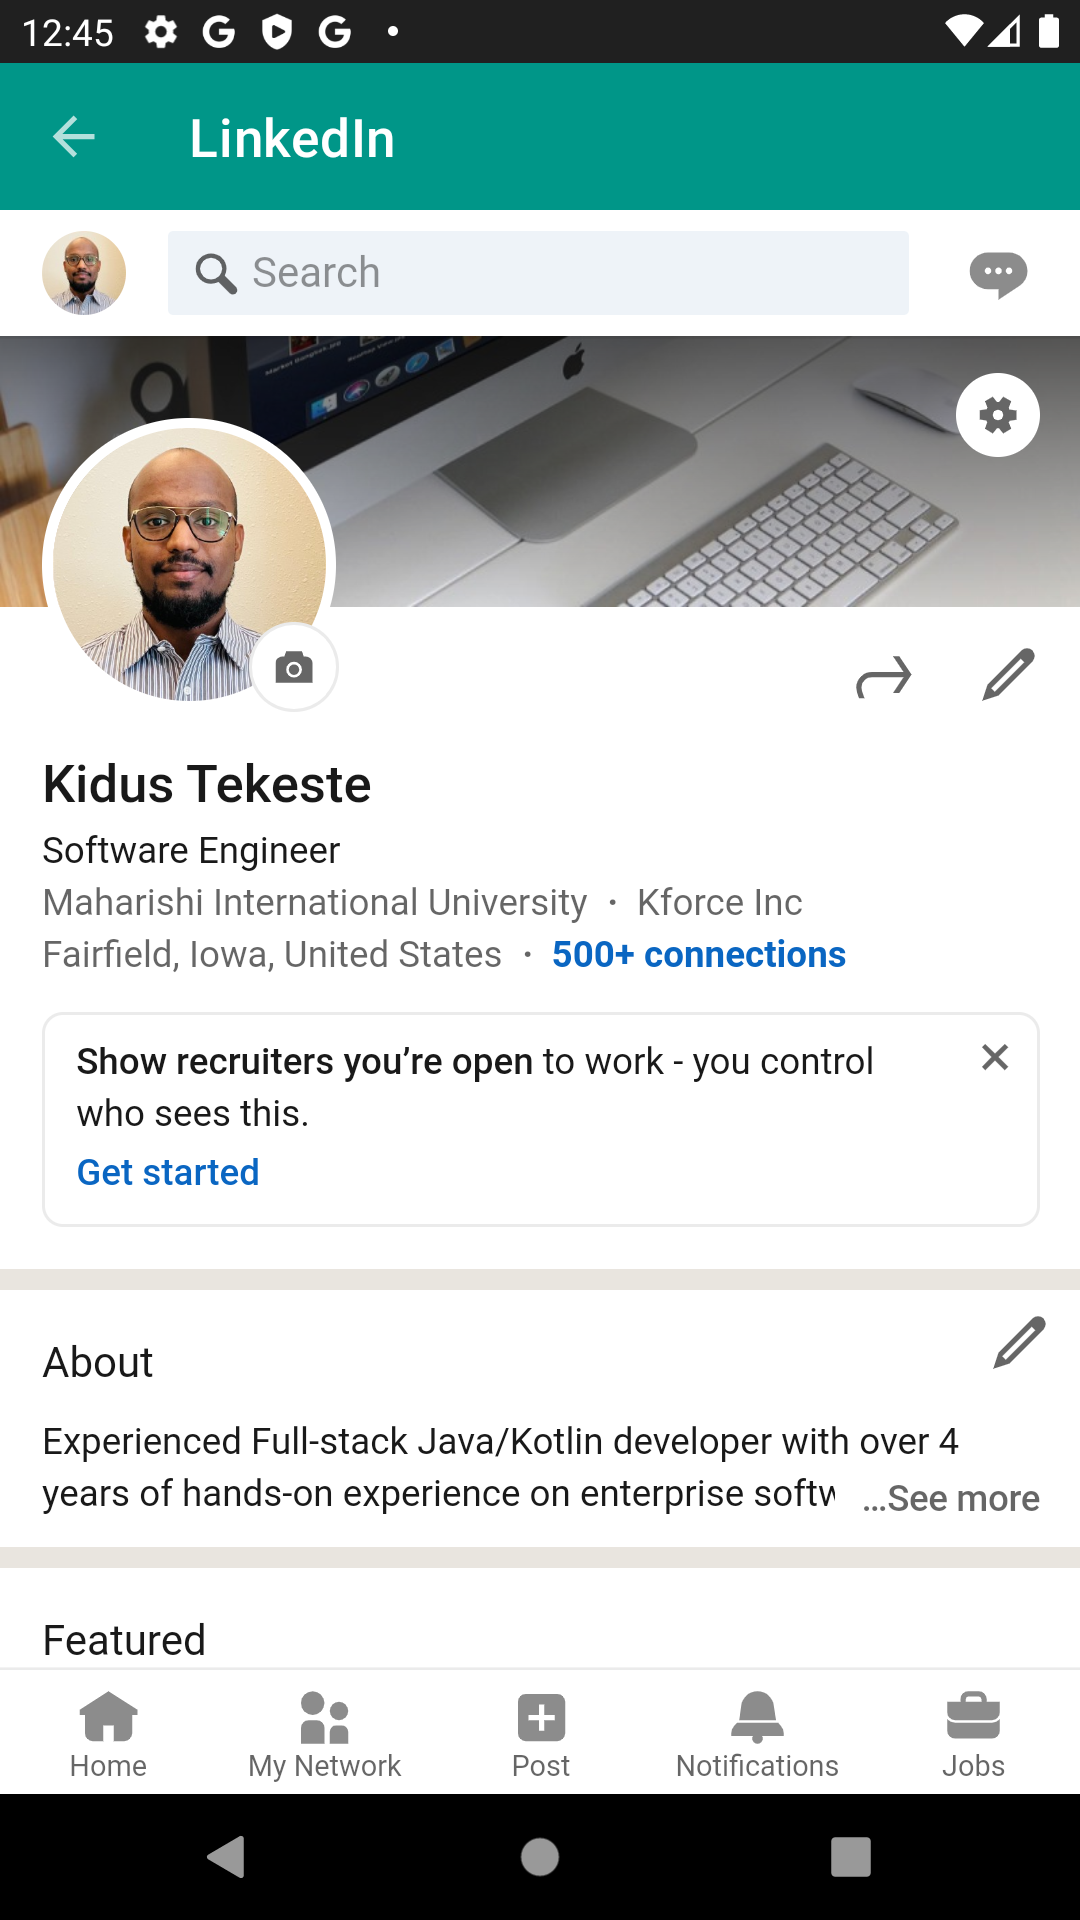 12:45
LinkedIn
Search
Kidus Tekeste
Software Engineer
Maharishi International University • Kforce Inc
Fairfield, Iowa, United States • 500+ connections
Show recruiters you’re open to work - you control
who sees this.
Get started
About
Experienced Full-stack Java/Kotlin developer with over 4
years of hands-on experience on enterprise softw ...See more
Featured
Home My Network Post Notifications Jobs